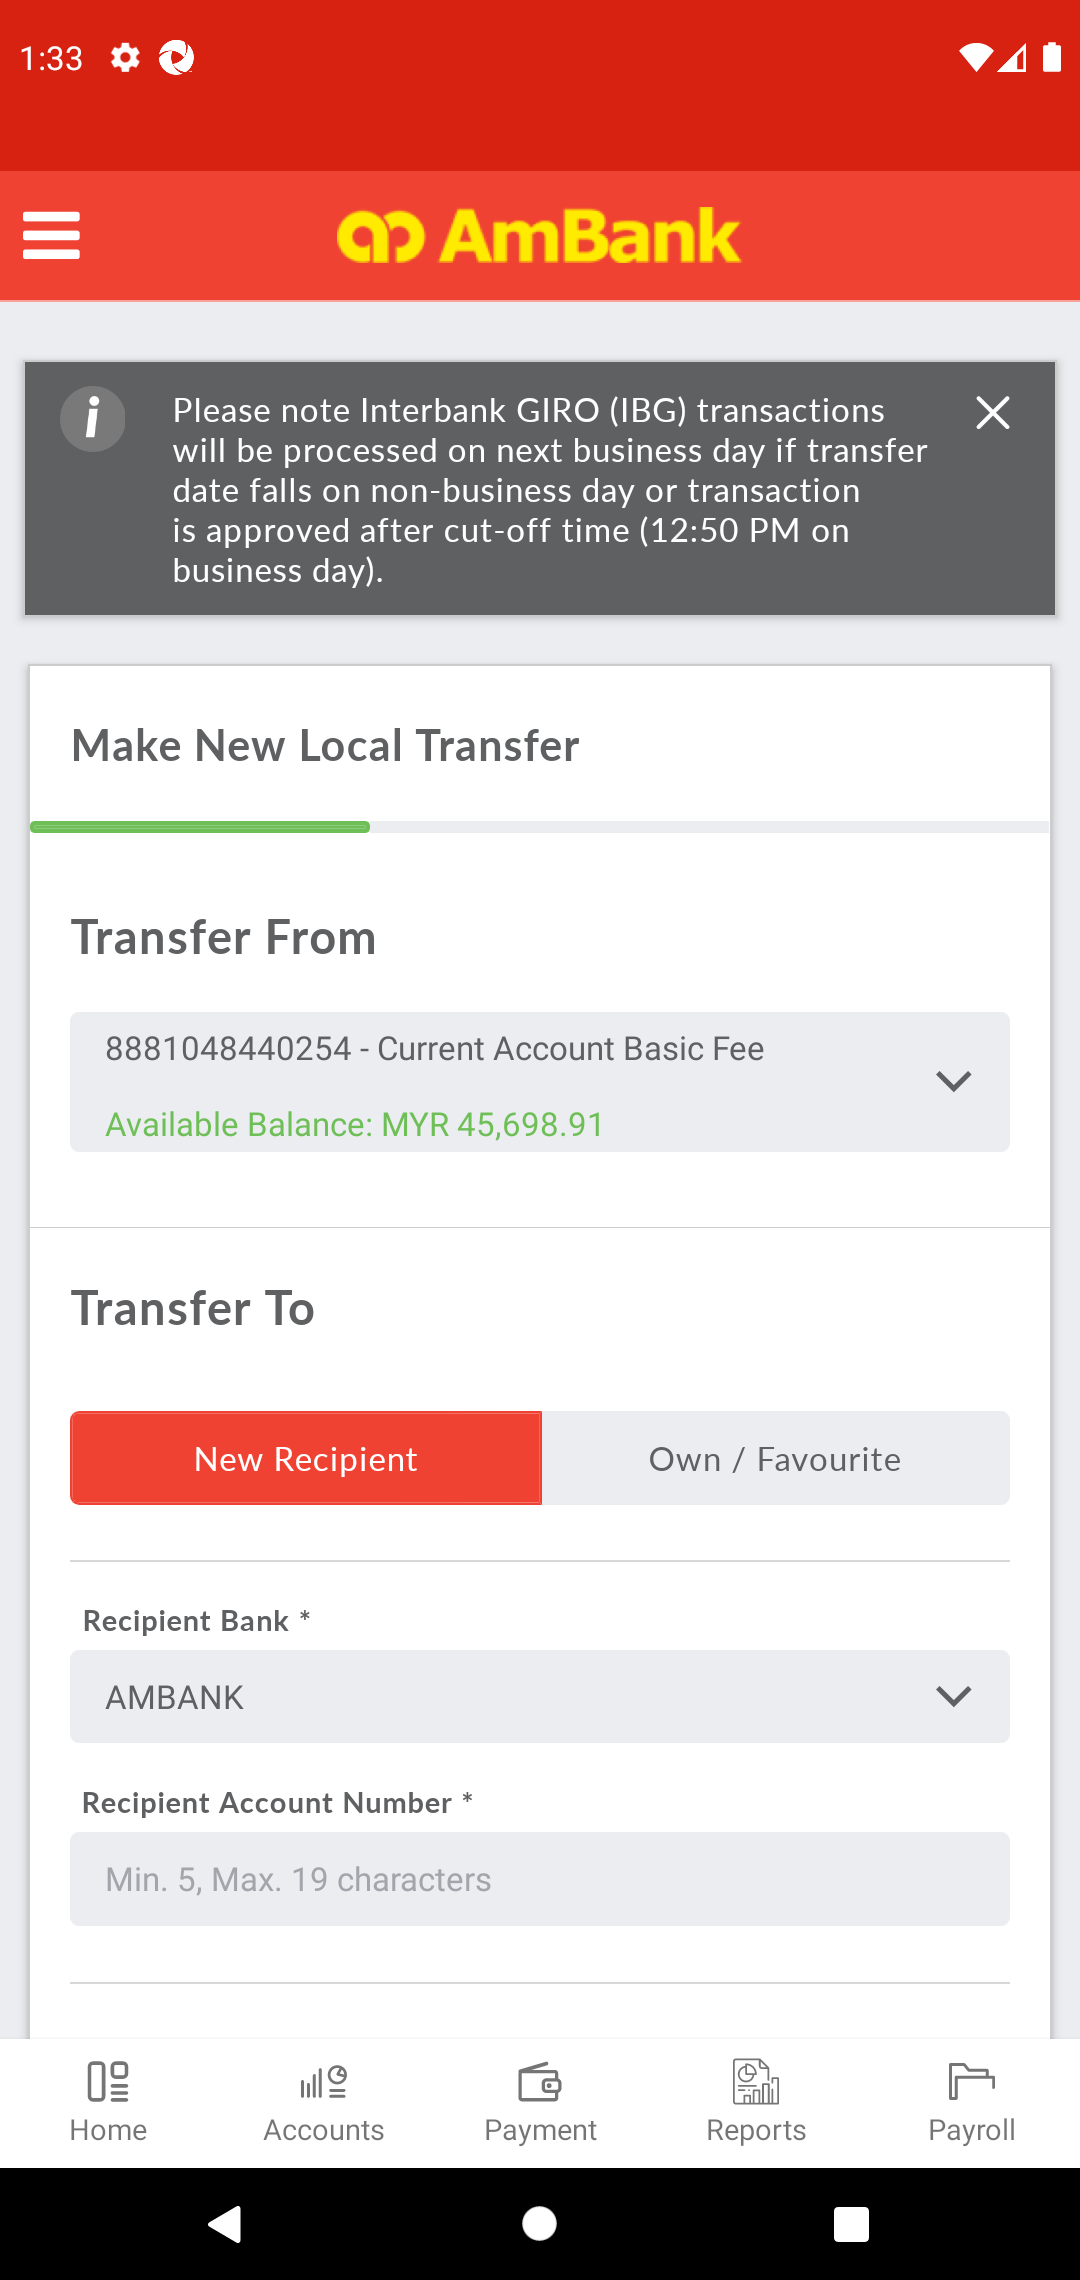 1:33
AmBank
Please note Interbank GIRO (IBG) transactions
will be processed on next business day if transfer
date falls on non-business day or transaction
is approved after cut-off time (12:50 PM on
business day).
Make New Local Transfer
Transfer From
8881048440254 - Current Account Basic Fee
Available Balance: MYR 45,698.91
Transfer To
New Recipient
Own / Favourite
Recipient Bank *
AMBANK
Recipient Account Number *
Min. 5, Max. 19 characters
Home
Accounts
Payment
Reports
Payroll